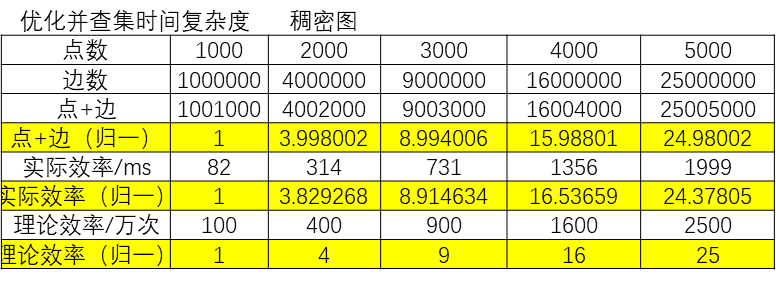 优化并查集时间复杂度 稠密图
点数 1000 2000 3000 4000 5000
边数 1000000 4000000 9000000 16000000 25000000
点+边 1001000 4002000 9003000 16004000 25005000
点+边（归一） 1 3.998002 8.994006 15.98801 24.98002
实际效率/ms 82 314 731 1356 1999
实际效率（归一） 1 3.829268 8.914634 16.53659 24.37805
理论效率/万次 100 400 900 1600 2500
理论效率（归一） 1 4 9 16 25